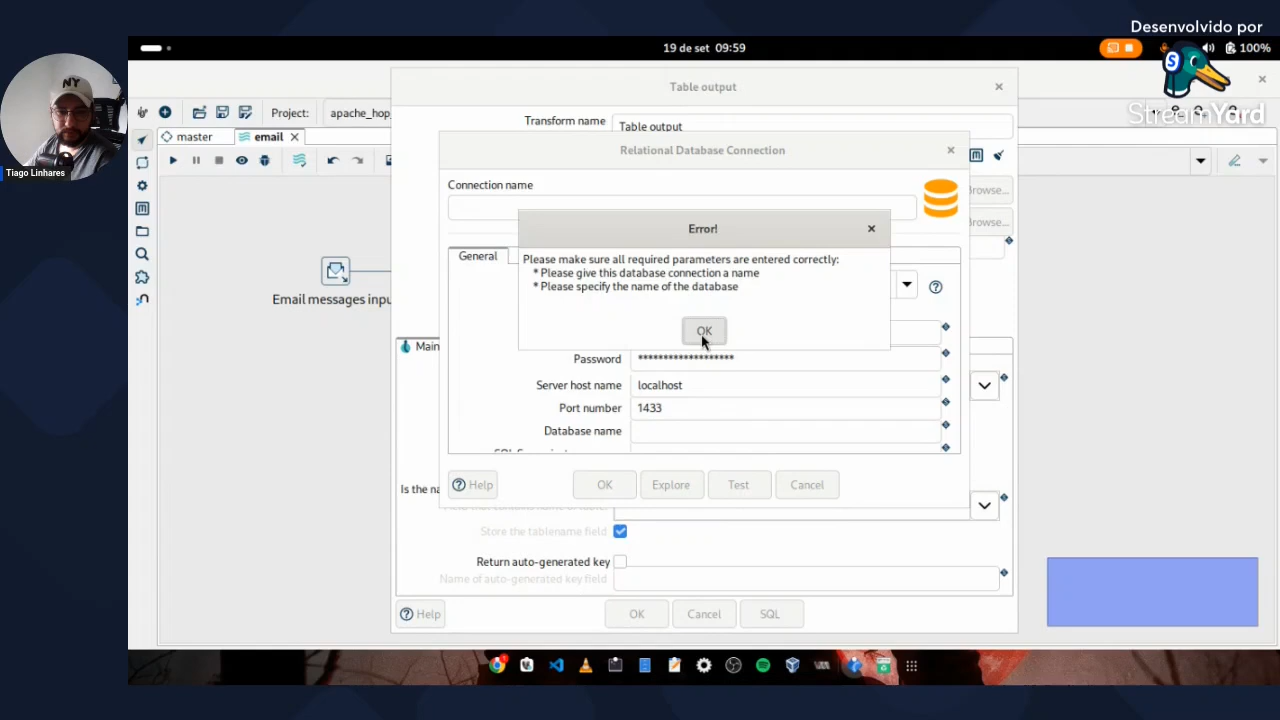 Desenvolvido por
StreamYard
19 de set 09:59
100%
Table output
Project:
apache_hop
Transform name
Table output
master
email
Relational Database Connection
Tiago Linhares
Connection name
Browse...
Browse...
Error!
General
Please make sure all required parameters are entered correctly:
* Please give this database connection a name
* Please specify the name of the database
Email messages inpu
OK
Main
Password
*******************
Server host name
localhost
Port number
1433
Database name
Help
OK
Explore
Test
Cancel
Is the na
Store the tablename field
Return auto-generated key
Name of auto-generated key field
Help
OK
Cancel
SQL